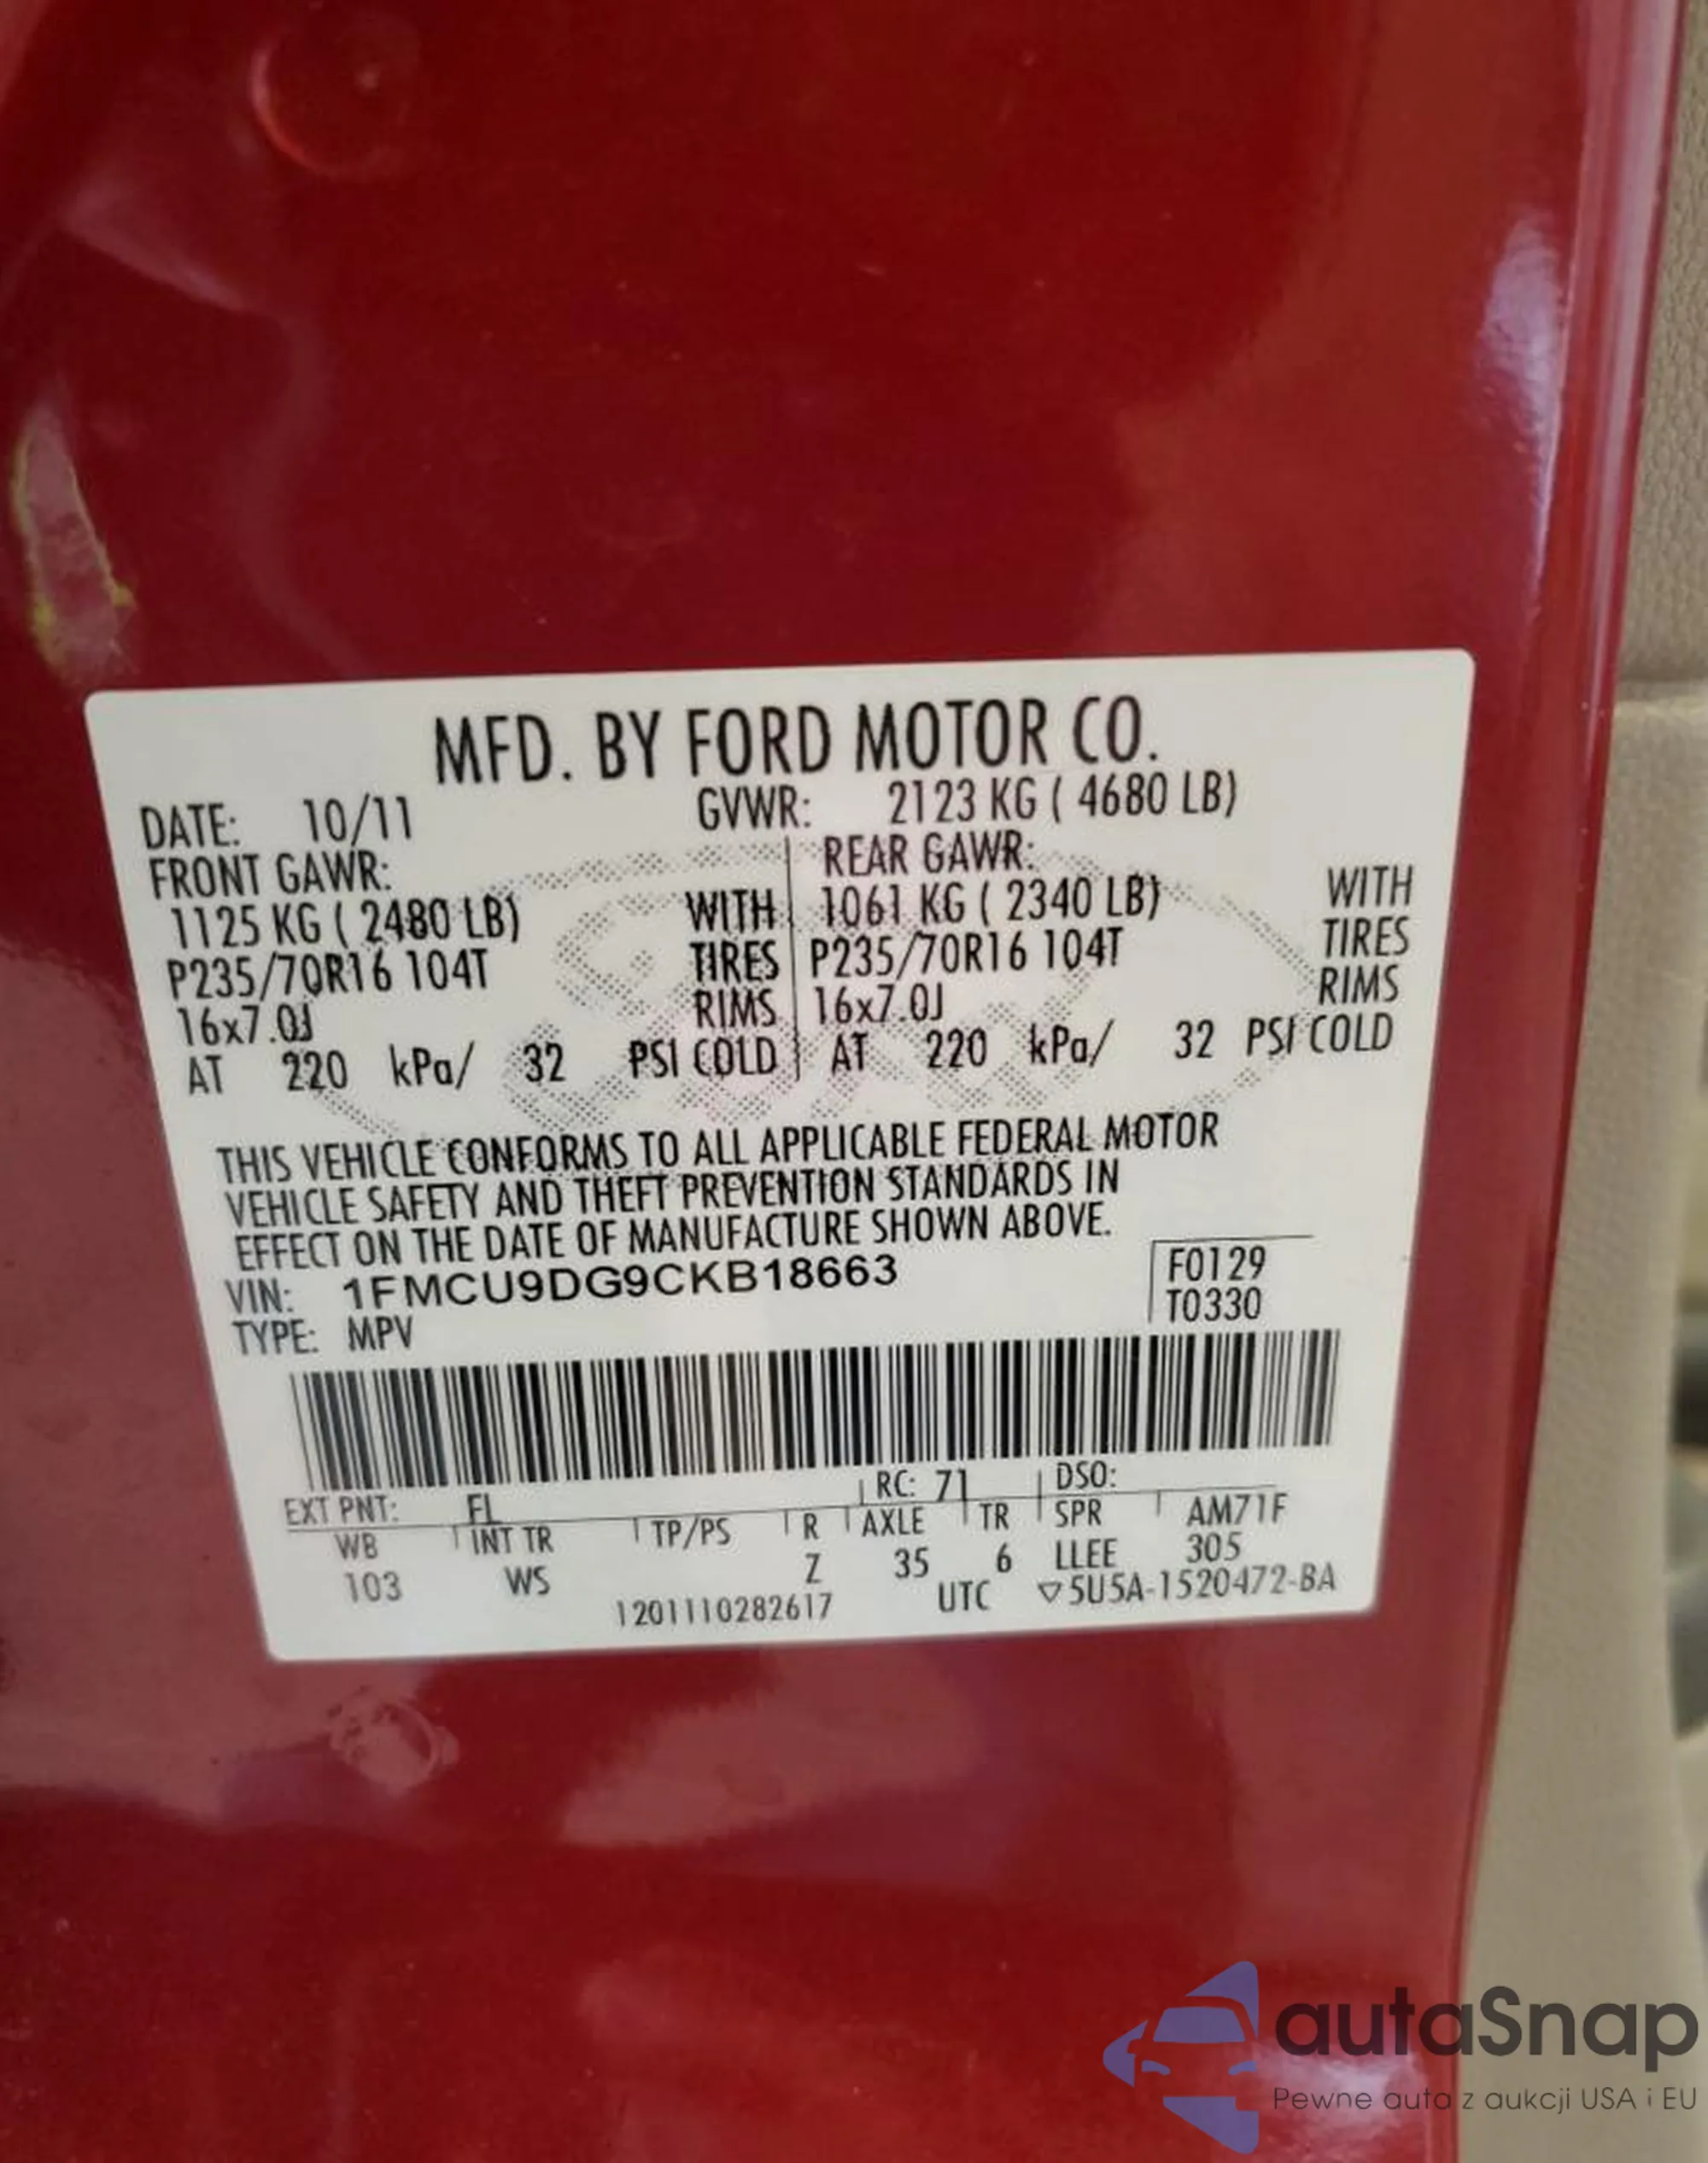 MFD. BY FORD MOTOR CO.
DATE: 10/11 GVWR: 2123 KG ( 4680 LB)
FRONT GAWR: REAR GAWR:
1125 KG ( 2480 LB) WITH 1061 KG ( 2340 LB) WITH
P235/70R16 104T TIRES P235/70R16 104T TIRES
16x7.0J RIMS 16x7.0J RIMS
AT 220 kPa/ 32 PSI COLD AT 220 kPa/ 32 PSI COLD
THIS VEHICLE CONFORMS TO ALL APPLICABLE FEDERAL MOTOR
VEHICLE SAFETY AND THEFT PREVENTION STANDARDS IN
EFFECT ON THE DATE OF MANUFACTURE SHOWN ABOVE.
VIN: 1FMCU9DG9CKB18663 F0129
TYPE: MPV T0330
EXT PNT: FL RC: 71 DSO:
WB INT TR TP/PS R AXLE TR SPR AM71F
103 WS Z 35 6 LLEE 305
1201110282617 UTC ▽5U5A-1520472-BA
autaSnap
Pewne auta z aukcji USA i EU